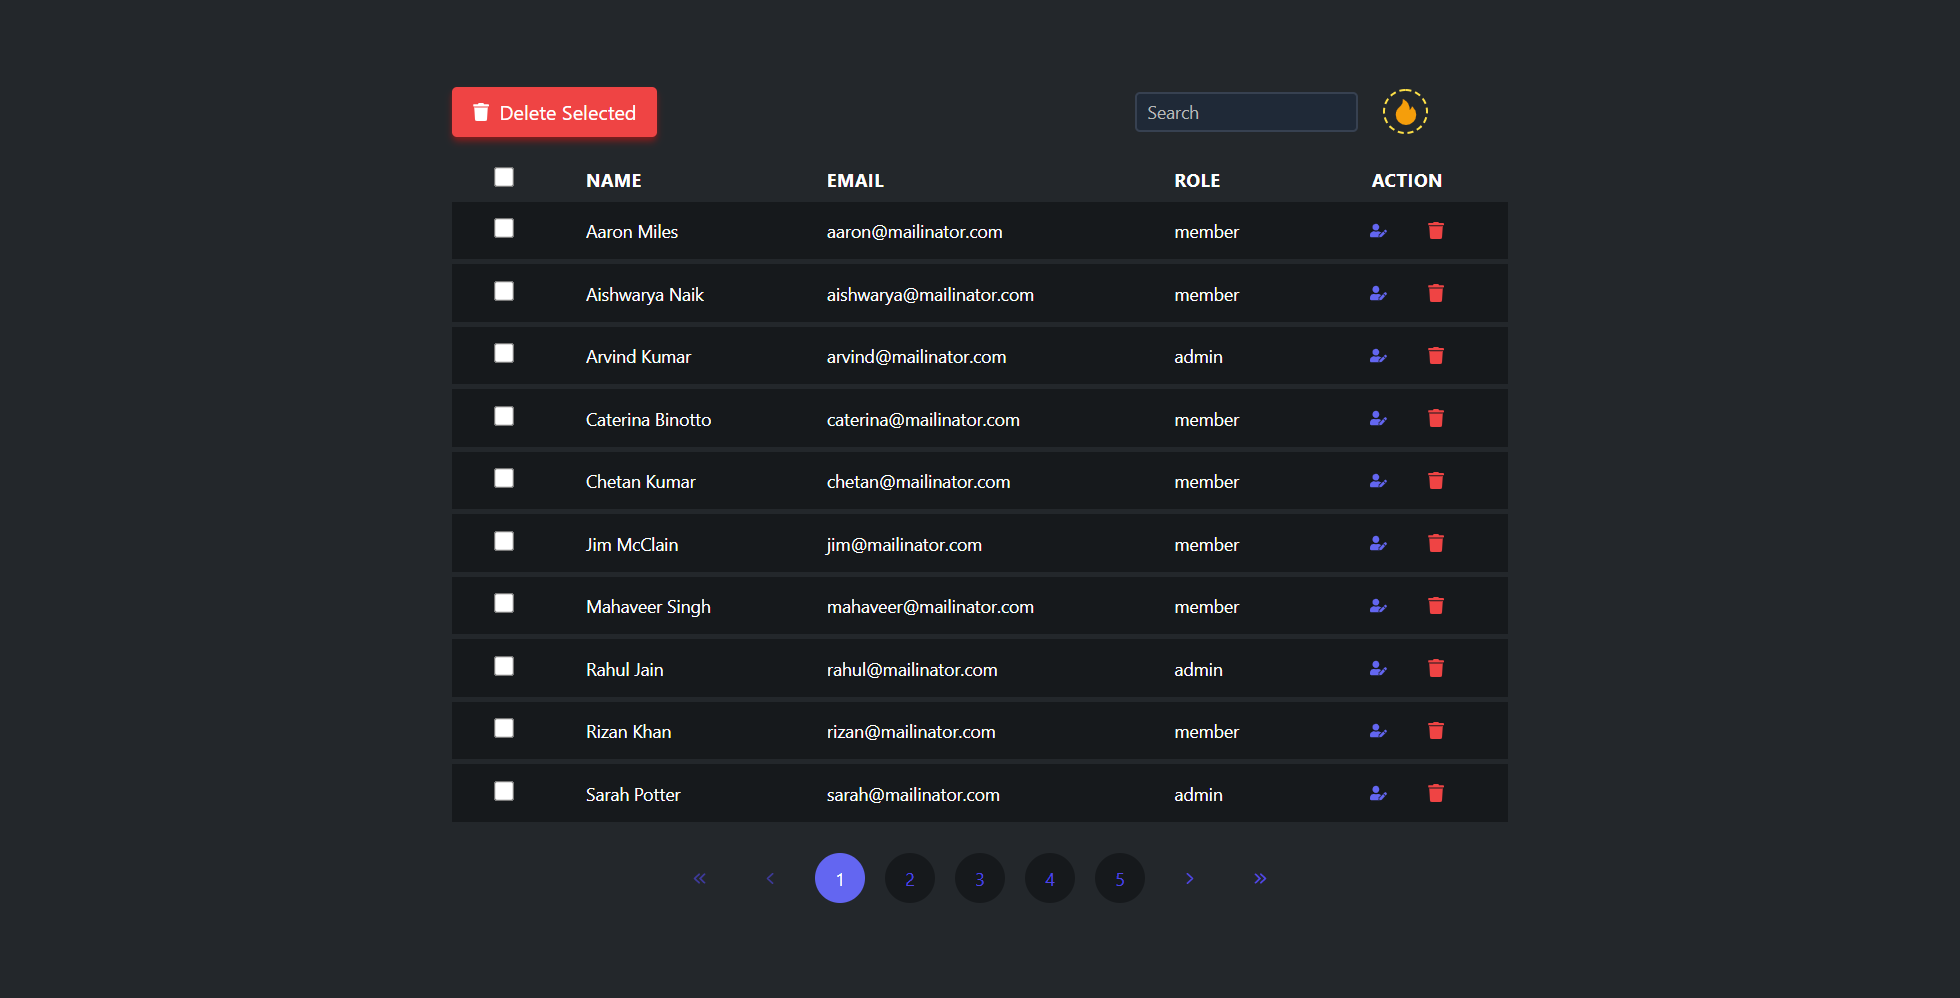 Delete Selected Search
NAME EMAIL ROLE ACTION
Aaron Miles aaron@mailinator.com member
Aishwarya Naik aishwarya@mailinator.com member
Arvind Kumar arvind@mailinator.com admin
Caterina Binotto caterina@mailinator.com member
Chetan Kumar chetan@mailinator.com member
Jim McClain jim@mailinator.com member
Mahaveer Singh mahaveer@mailinator.com member
Rahul Jain rahul@mailinator.com admin
Rizan Khan rizan@mailinator.com member
Sarah Potter sarah@mailinator.com admin
« ‹ 1 2 3 4 5 › »